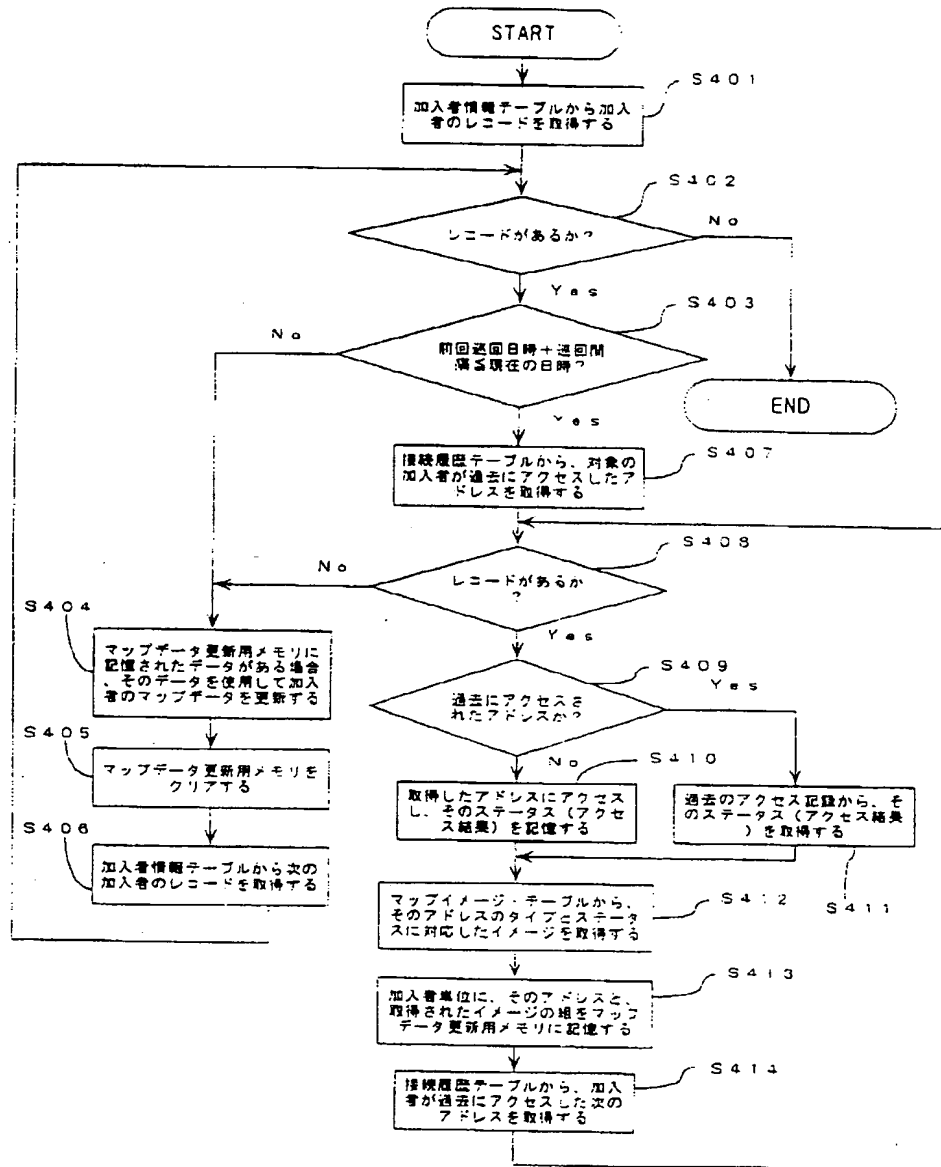 START
S401
加入者情報テーブルから加入
者のレコードを取得する
S402
レコードがあるか?
No
Yes
S403
前回巡回日時+巡回間
隔≦現在の日時?
No
Yes
END
S407
接続履歴テーブルから、対象の
加入者が過去にアクセスしたア
ドレスを取得する
S408
レコードがあるか
?
No
Yes
S404
マップデータ更新用メモリに
記憶されたデータがある場合
、そのデータを使用して加入
者のマップデータを更新する
S405
マップデータ更新用メモリを
クリアする
S406
加入者情報テーブルから次の
加入者のレコードを取得する
S409
過去にアクセスさ
れたアドレスか?
Yes
No
S410
取得したアドレスにアクセス
し、そのステータス(アクセ
ス結果)を記憶する
過去のアクセス記録から、そ
のステータス(アクセス結果
)を取得する
S411
S412
マップイメージ・テーブルから、
そのアドレスのタイプとステータ
スに対応したイメージを取得する
S413
加入者単位に、そのアドレスと、
取得されたイメージの組をマップ
データ更新用メモリに記憶する
S414
接続履歴テーブルから、加入
者が過去にアクセスした次の
アドレスを取得する